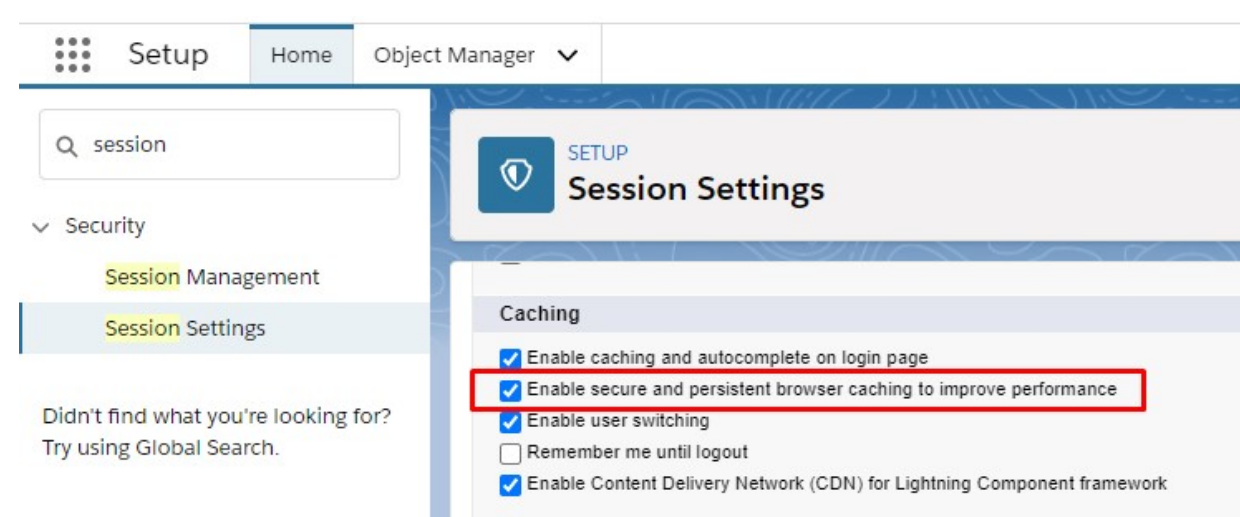 Setup
Home
Object Manager
session
Security
Session Management
Session Settings
Didn't find what you're looking for?
Try using Global Search.
SETUP
Session Settings
Caching
Enable caching and autocomplete on login page
Enable secure and persistent browser caching to improve performance
Enable user switching
Remember me until logout
Enable Content Delivery Network (CDN) for Lightning Component framework